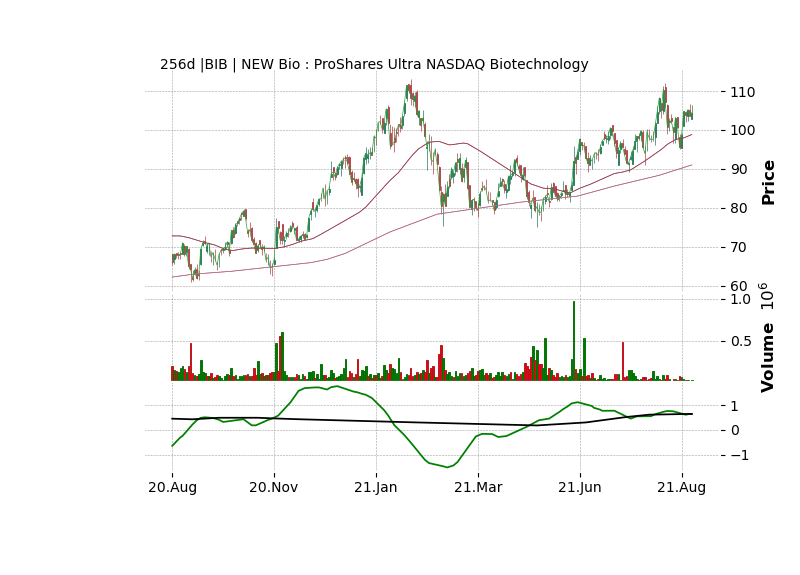 256d |BIB | NEW Bio : ProShares Ultra NASDAQ Biotechnology
110
100
90
80
70
60
Price
1.0
0.5
Volume 10^6
1
0
−1
20.Aug 20.Nov 21.Jan 21.Mar 21.Jun 21.Aug